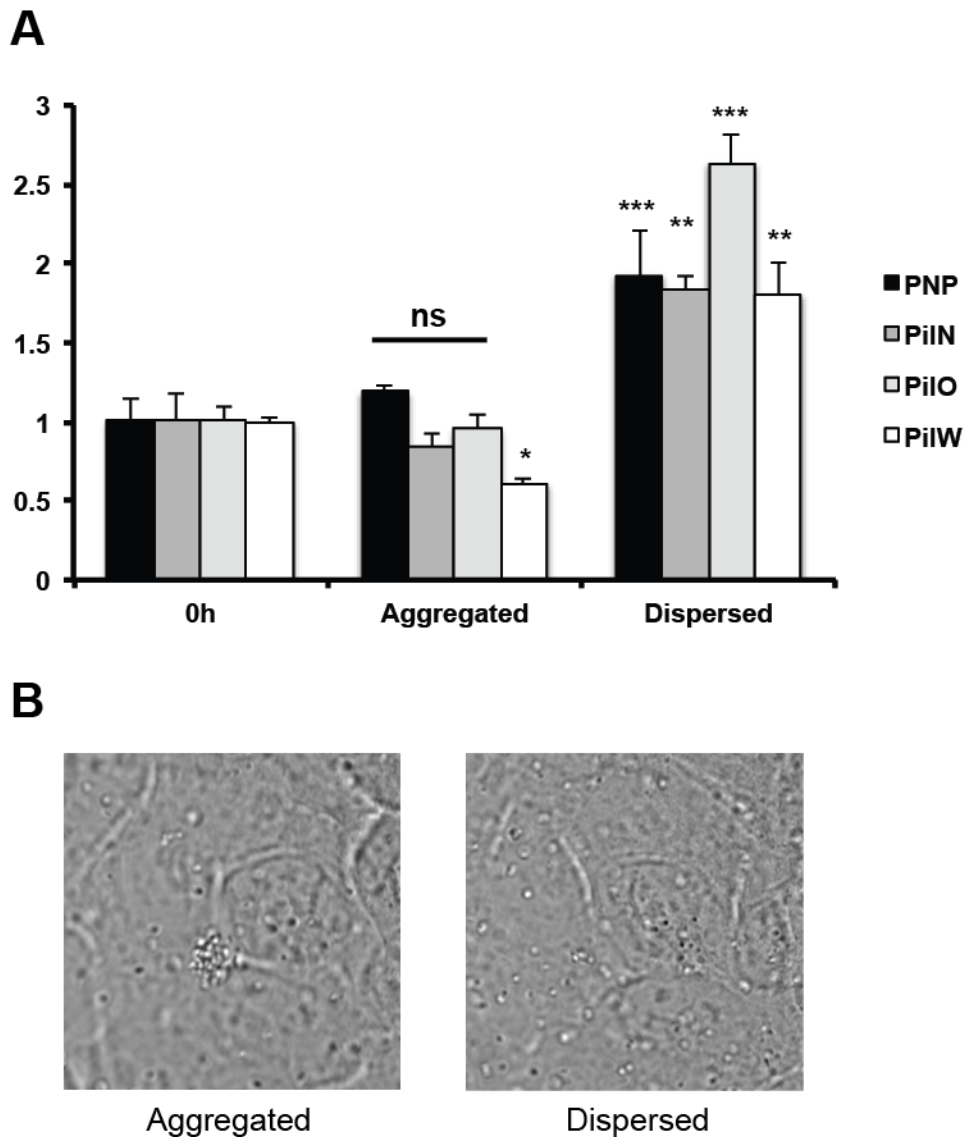 A
3
2.5
2
1.5
1
0.5
0
ns
*
***
**
***
**
0h
Aggregated
Dispersed
PNP
PilN
PilO
PilW
B
Aggregated
Dispersed